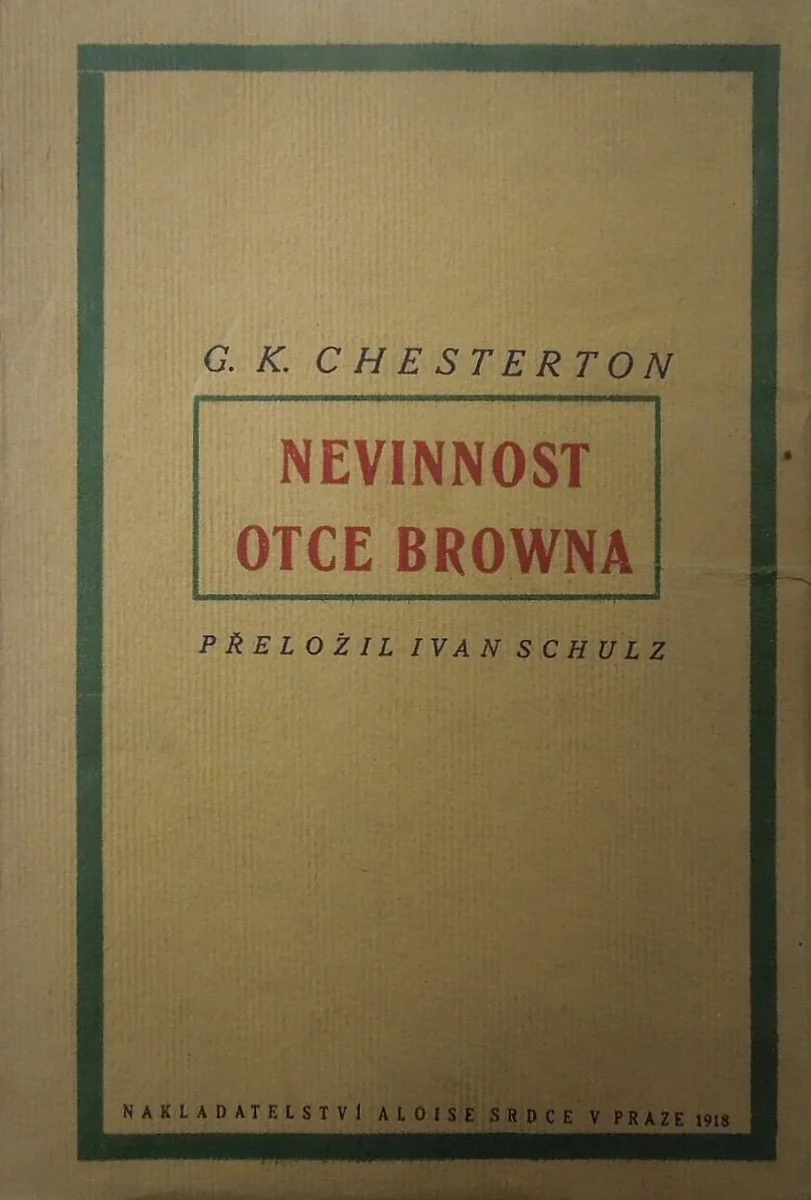 G. K. CHESTERTON
NEVINNOST
OTCE BROWNA
PŘELOŽIL IVAN SCHULZ
NAKLADATELSTVÍ ALOISE SRDCE V PRAZE 1918